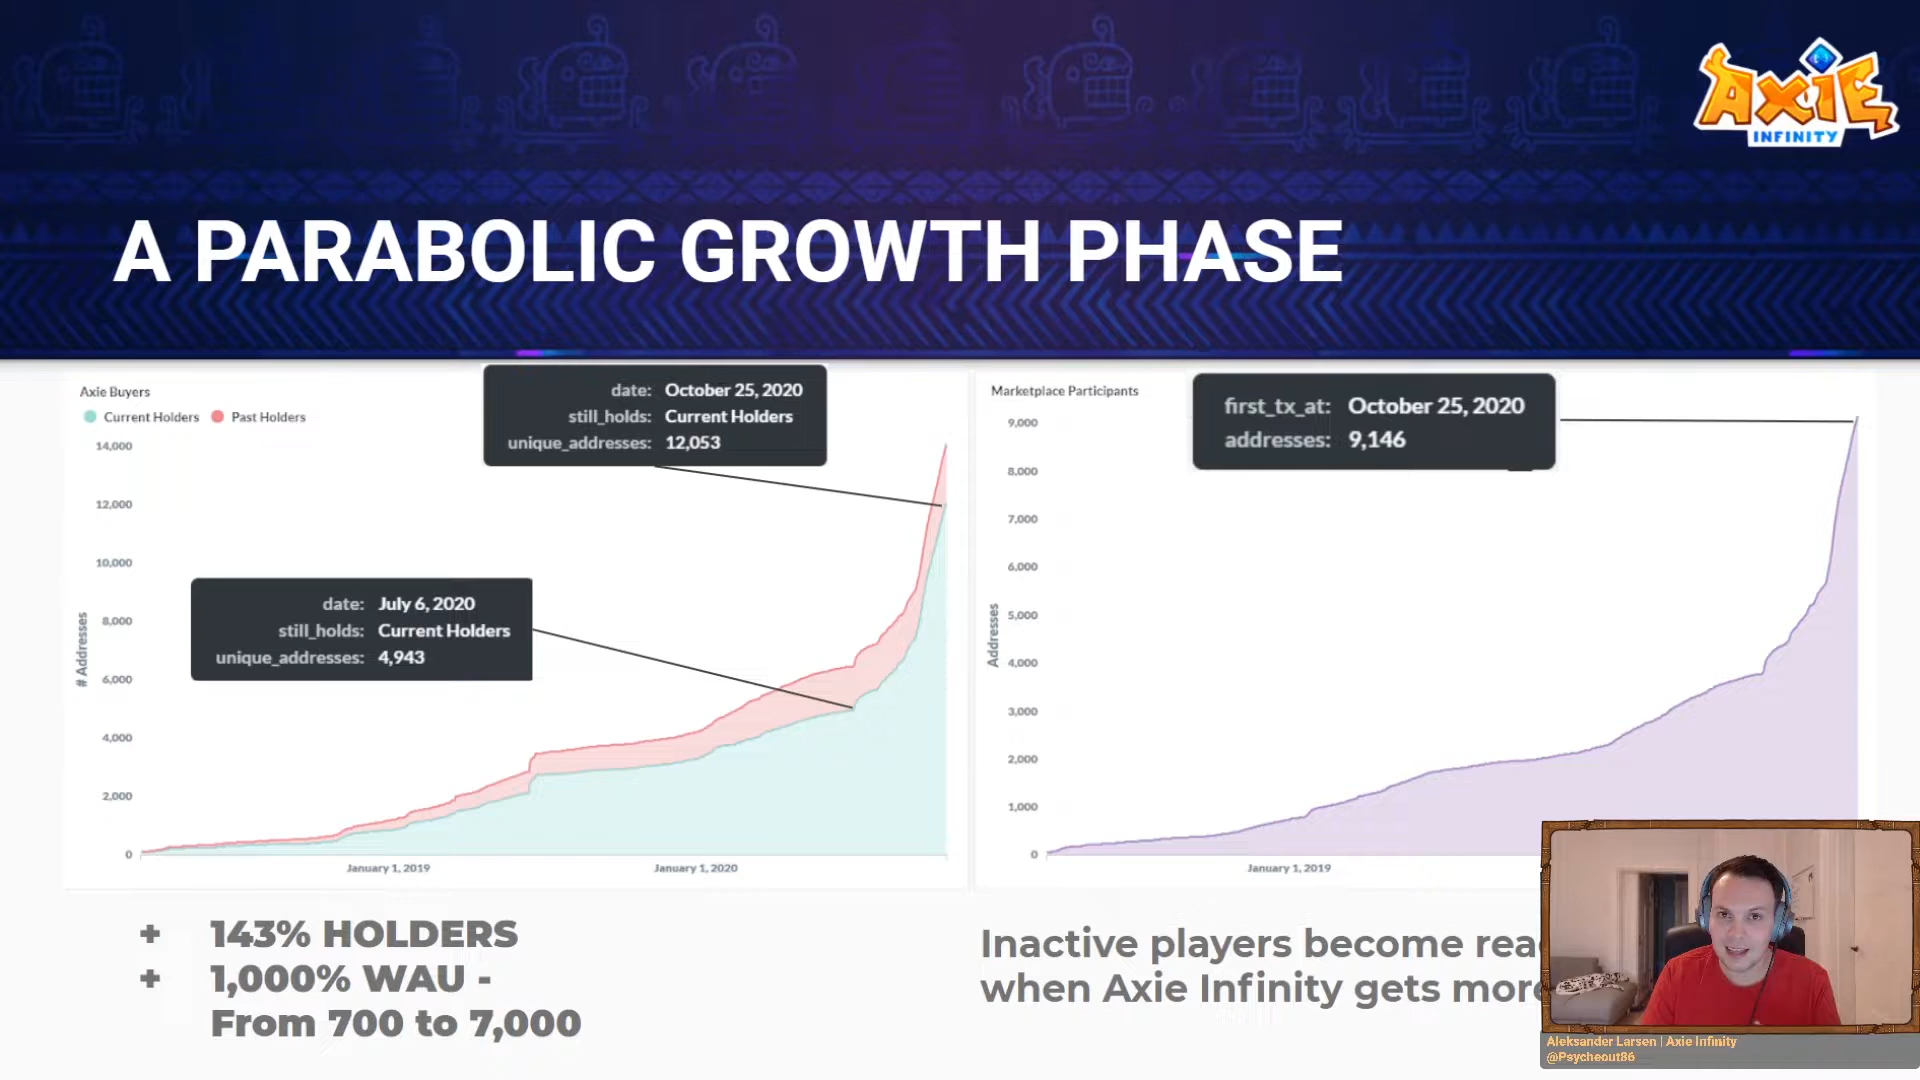 AXIE
INFINITY
A PARABOLIC GROWTH PHASE
Axie Buyers
Current Holders Past Holders
date: October 25, 2020
still_holds: Current Holders
unique_addresses: 12,053
date: July 6, 2020
still_holds: Current Holders
unique_addresses: 4,943
# Addresses
14,000
12,000
10,000
8,000
6,000
4,000
2,000
0
January 1, 2019 January 1, 2020
Marketplace Participants
first_tx_at: October 25, 2020
addresses: 9,146
Addresses
9,000
8,000
7,000
6,000
5,000
4,000
3,000
2,000
1,000
0
January 1, 2019
+ 143% HOLDERS
+ 1,000% WAU -
From 700 to 7,000
Inactive players become
when Axie Infinity gets more
Aleksander Larsen | Axie Infinity
@Psycheout86